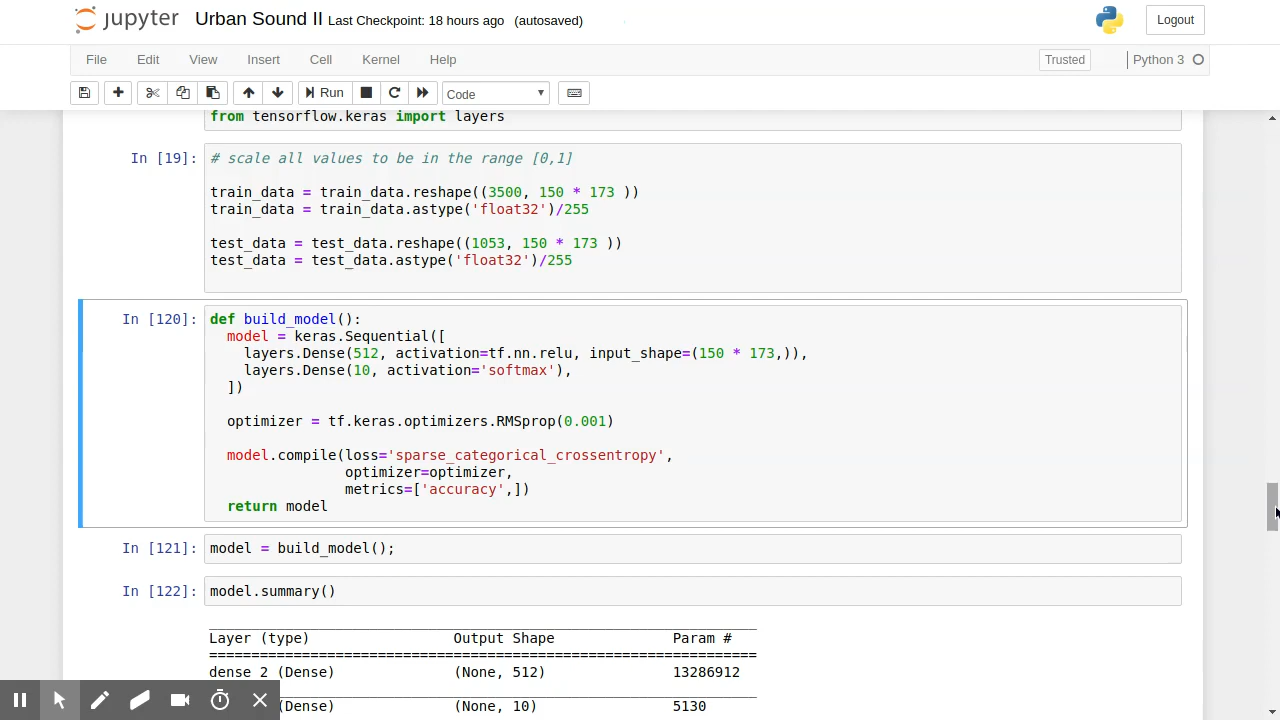 jupyter Urban Sound II Last Checkpoint: 18 hours ago (autosaved) Logout
File Edit View Insert Cell Kernel Help Trusted Python 3
Run Code
from tensorflow.keras import layers
In [19]: # scale all values to be in the range [0,1]
train_data = train_data.reshape((3500, 150 * 173 ))
train_data = train_data.astype('float32')/255
test_data = test_data.reshape((1053, 150 * 173 ))
test_data = test_data.astype('float32')/255
In [120]: def build_model():
model = keras.Sequential([
layers.Dense(512, activation=tf.nn.relu, input_shape=(150 * 173,)),
layers.Dense(10, activation='softmax'),
])
optimizer = tf.keras.optimizers.RMSprop(0.001)
model.compile(loss='sparse_categorical_crossentropy',
optimizer=optimizer,
metrics=['accuracy',])
return model
In [121]: model = build_model();
In [122]: model.summary()
Layer (type) Output Shape Param #
=================================================================
dense_2 (Dense) (None, 512) 13286912
(Dense) (None, 10) 5130